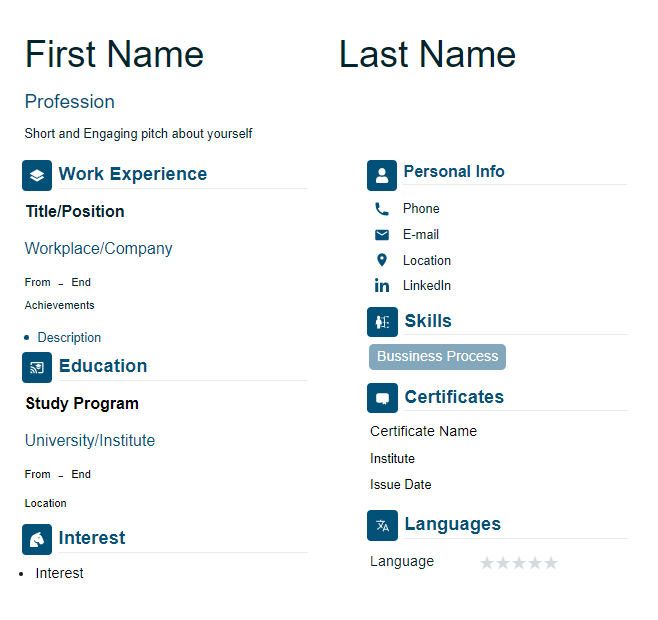 First Name Last Name
Profession
Short and Engaging pitch about yourself
Work Experience
Title/Position
Workplace/Company
From – End
Achievements
• Description
Education
Study Program
University/Institute
From – End
Location
Interest
• Interest
Personal Info
Phone
E-mail
Location
LinkedIn
Skills
Bussiness Process
Certificates
Certificate Name
Institute
Issue Date
Languages
Language